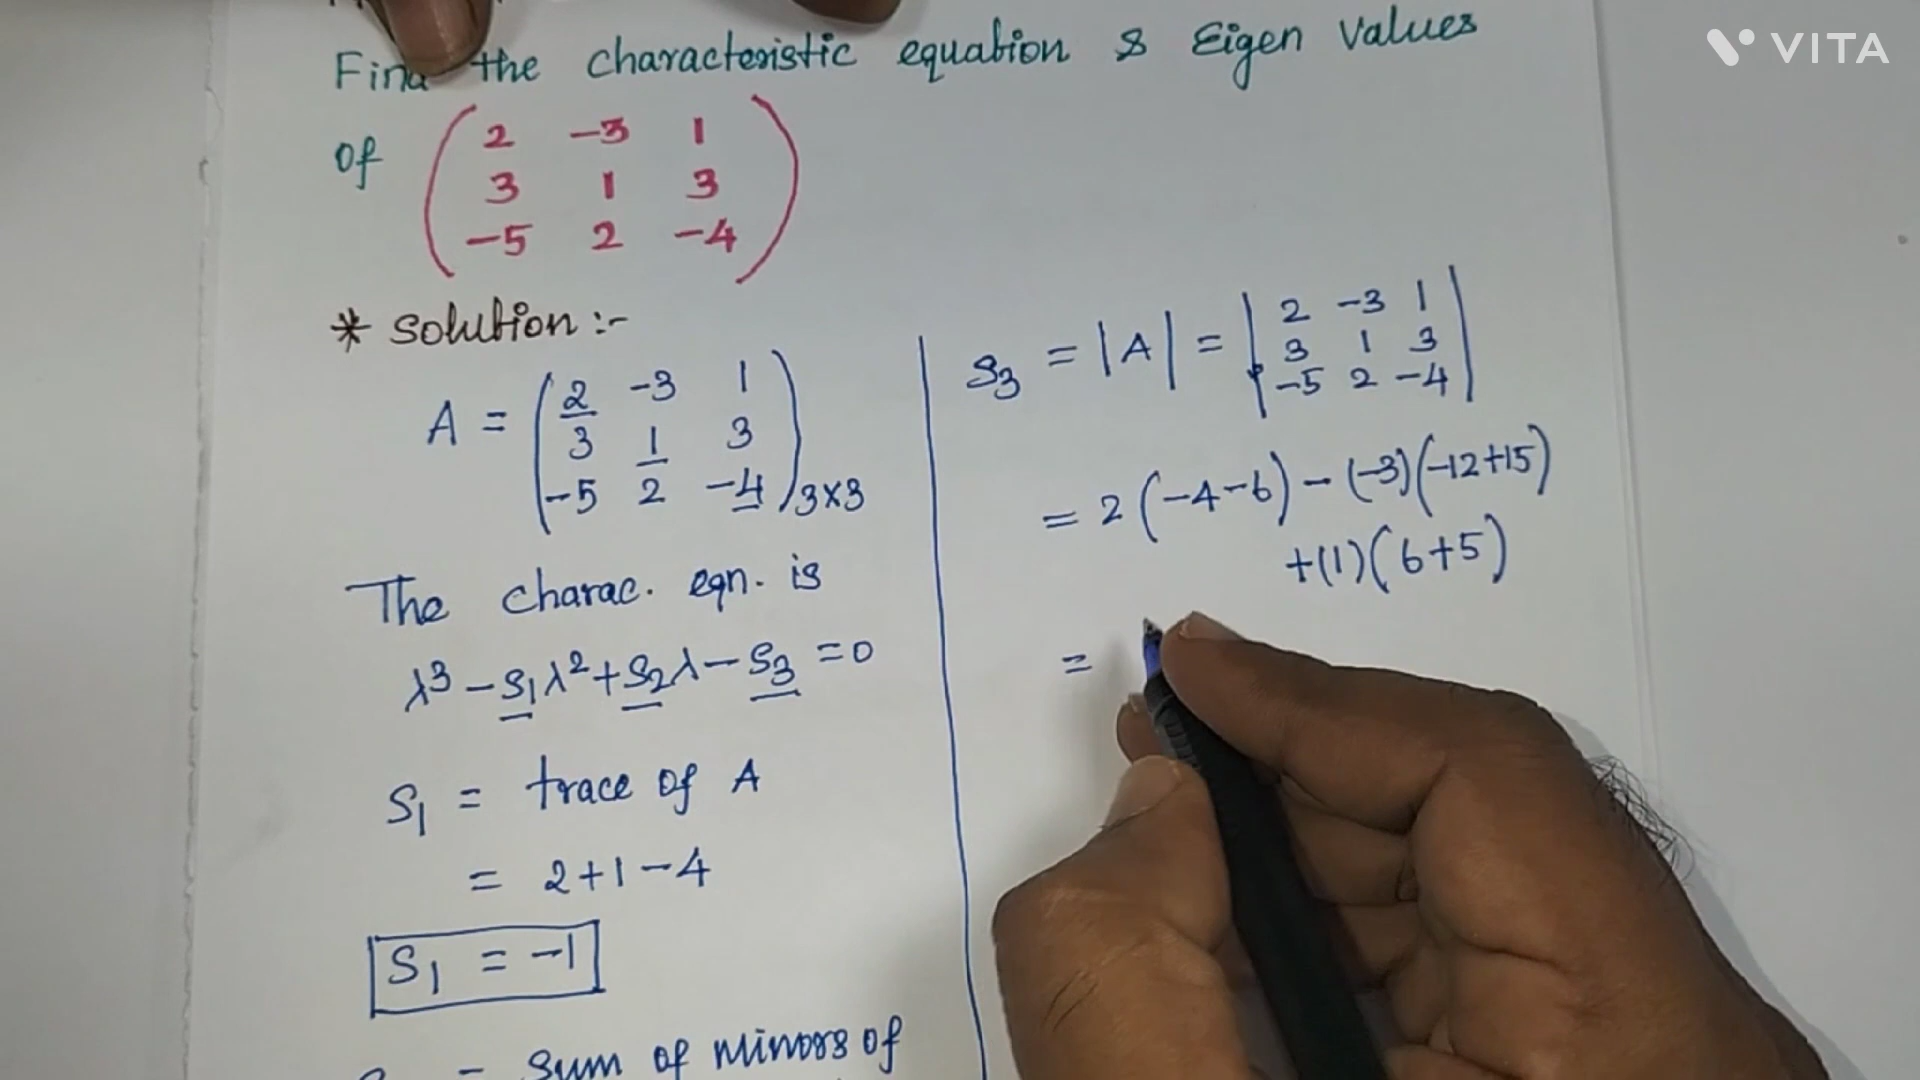 VITA
Find the characteristic equation & Eigen Values
of ( 2 -3 1
3 1 3
-5 2 -4 )
* Solution :-
A = ( 2 -3 1
3 1 3
-5 2 -4 ) 3×3
The charac. eqn. is
λ³ - S₁λ² + S₂λ - S₃ = 0
S₁ = trace of A
= 2+1-4
S₁ = -1
= Sum of minors of
S₃ = |A| = | 2 -3 1
3 1 3
-5 2 -4 |
= 2(-4-6) - (-3)(-12+15)
+(1)(6+5)
=